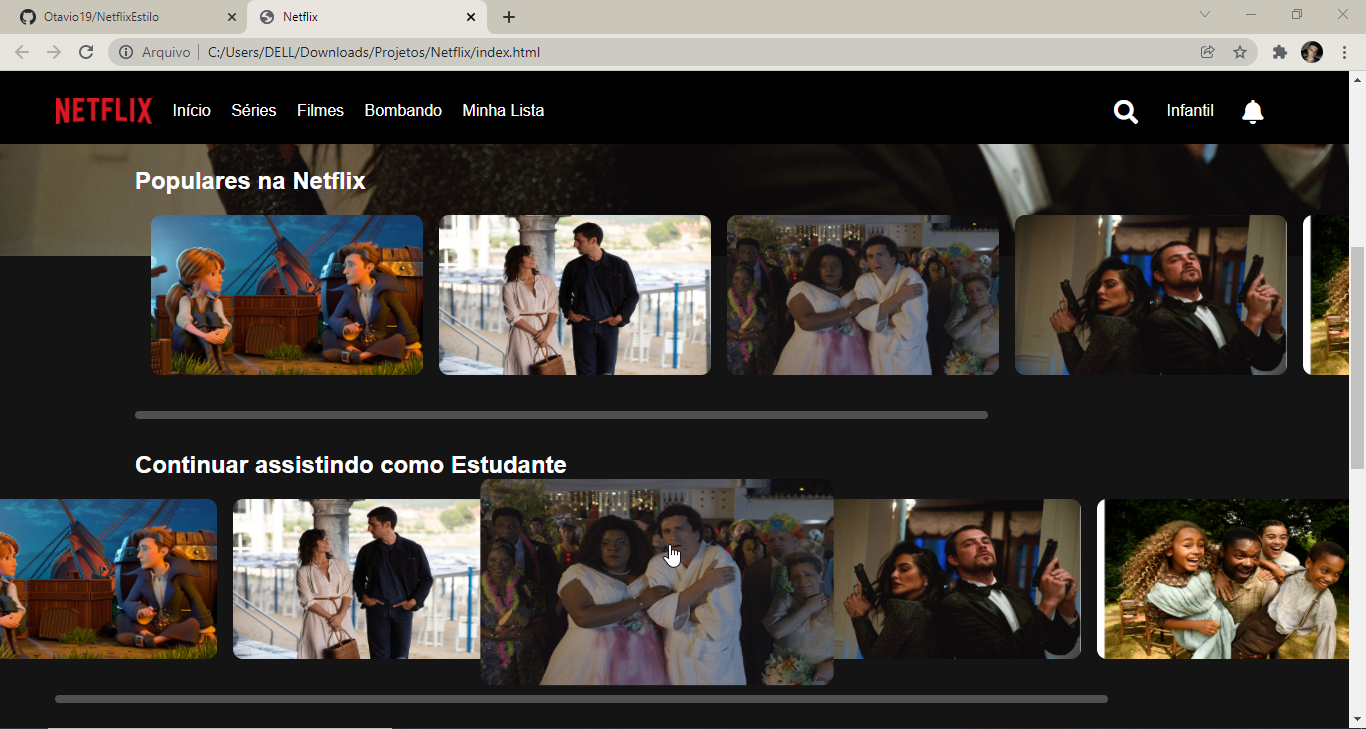 Otavio19/NetflixEstilo
Netflix
Arquivo C:/Users/DELL/Downloads/Projetos/Netflix/index.html
NETFLIX Início Séries Filmes Bombando Minha Lista Infantil
Populares na Netflix
Continuar assistindo como Estudante